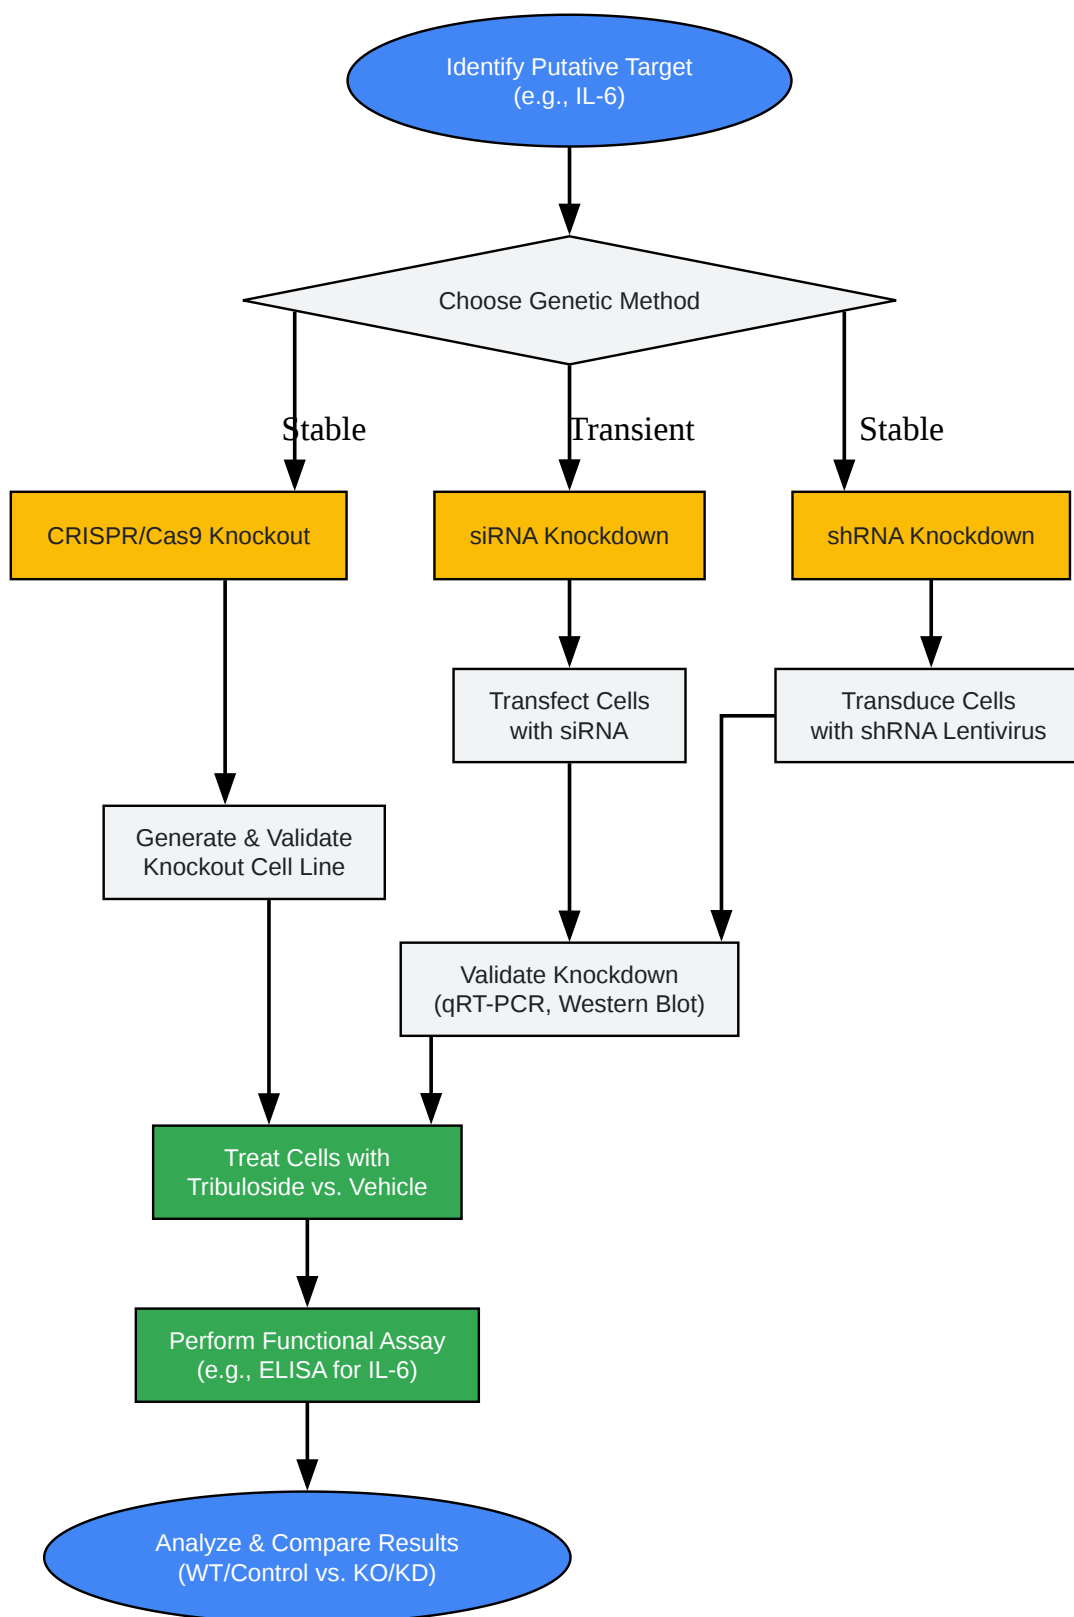 Identify Putative Target
(e.g., IL-6)
Choose Genetic Method
Stable
Transient
Stable
CRISPR/Cas9 Knockout
siRNA Knockdown
shRNA Knockdown
Transfect Cells
with siRNA
Transduce Cells
with shRNA Lentivirus
Generate & Validate
Knockout Cell Line
Validate Knockdown
(qRT-PCR, Western Blot)
Treat Cells with
Tribuloside vs. Vehicle
Perform Functional Assay
(e.g., ELISA for IL-6)
Analyze & Compare Results
(WT/Control vs. KO/KD)